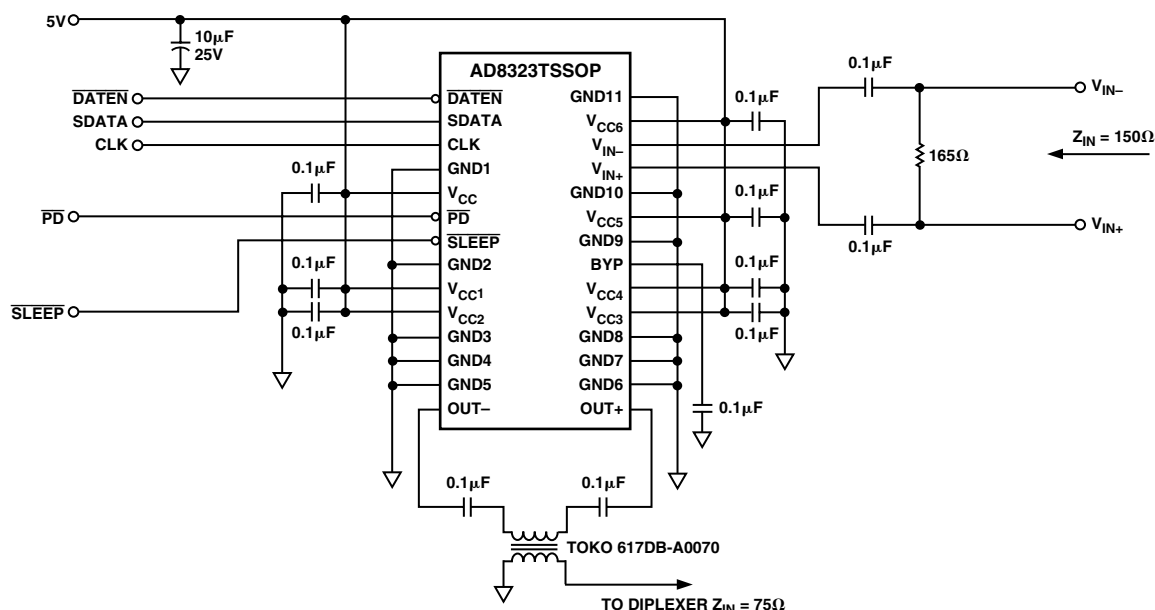 5V
10µF
25V
AD8323TSSOP
DATEN
SDATA
CLK
DATEN
SDATA
CLK
GND1
VCC
PD
SLEEP
GND2
VCC1
VCC2
GND3
GND4
GND5
OUT–
GND11
VCC6
VIN–
VIN+
GND10
VCC5
GND9
BYP
VCC4
VCC3
GND8
GND7
GND6
OUT+
0.1µF
PD
0.1µF
SLEEP
0.1µF
0.1µF
0.1µF
0.1µF
0.1µF
0.1µF
0.1µF
VIN–
ZIN = 150Ω
165Ω
VIN+
0.1µF
0.1µF
0.1µF
TOKO 617DB-A0070
TO DIPLEXER ZIN = 75Ω